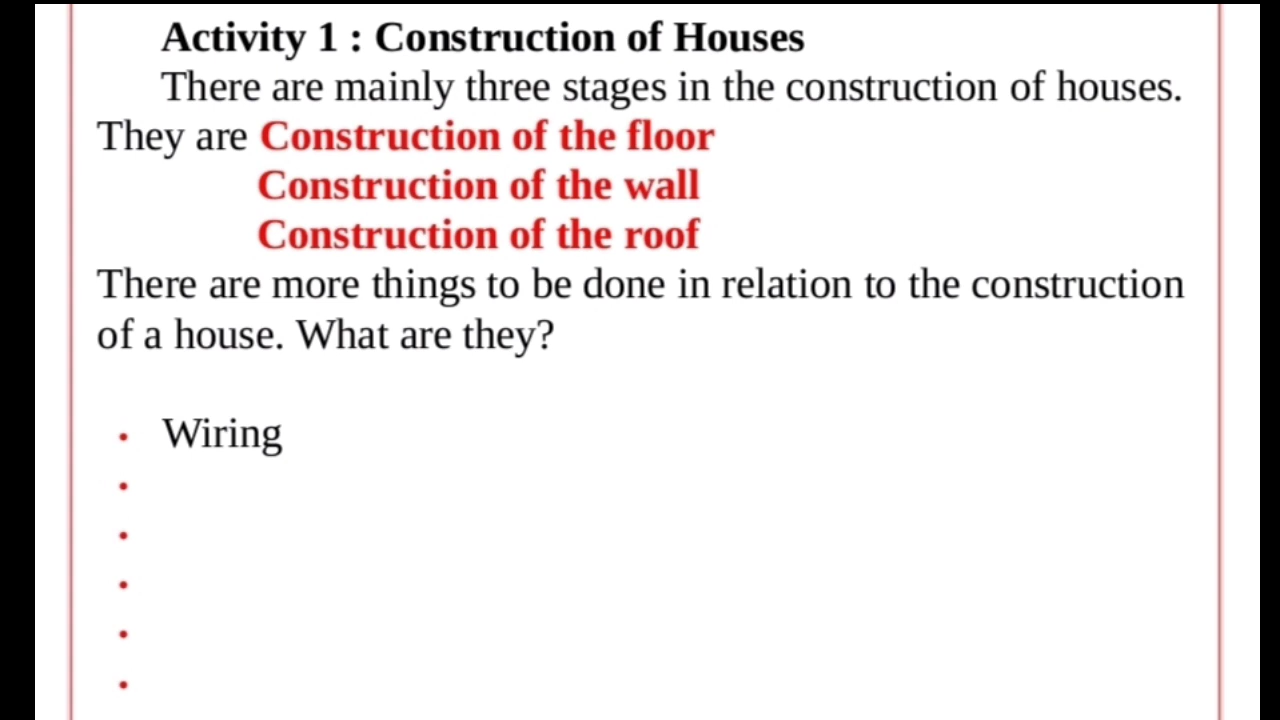 Activity 1 : Construction of Houses
There are mainly three stages in the construction of houses.
They are Construction of the floor
Construction of the wall
Construction of the roof
There are more things to be done in relation to the construction
of a house. What are they?
• Wiring
•
•
•
•
•